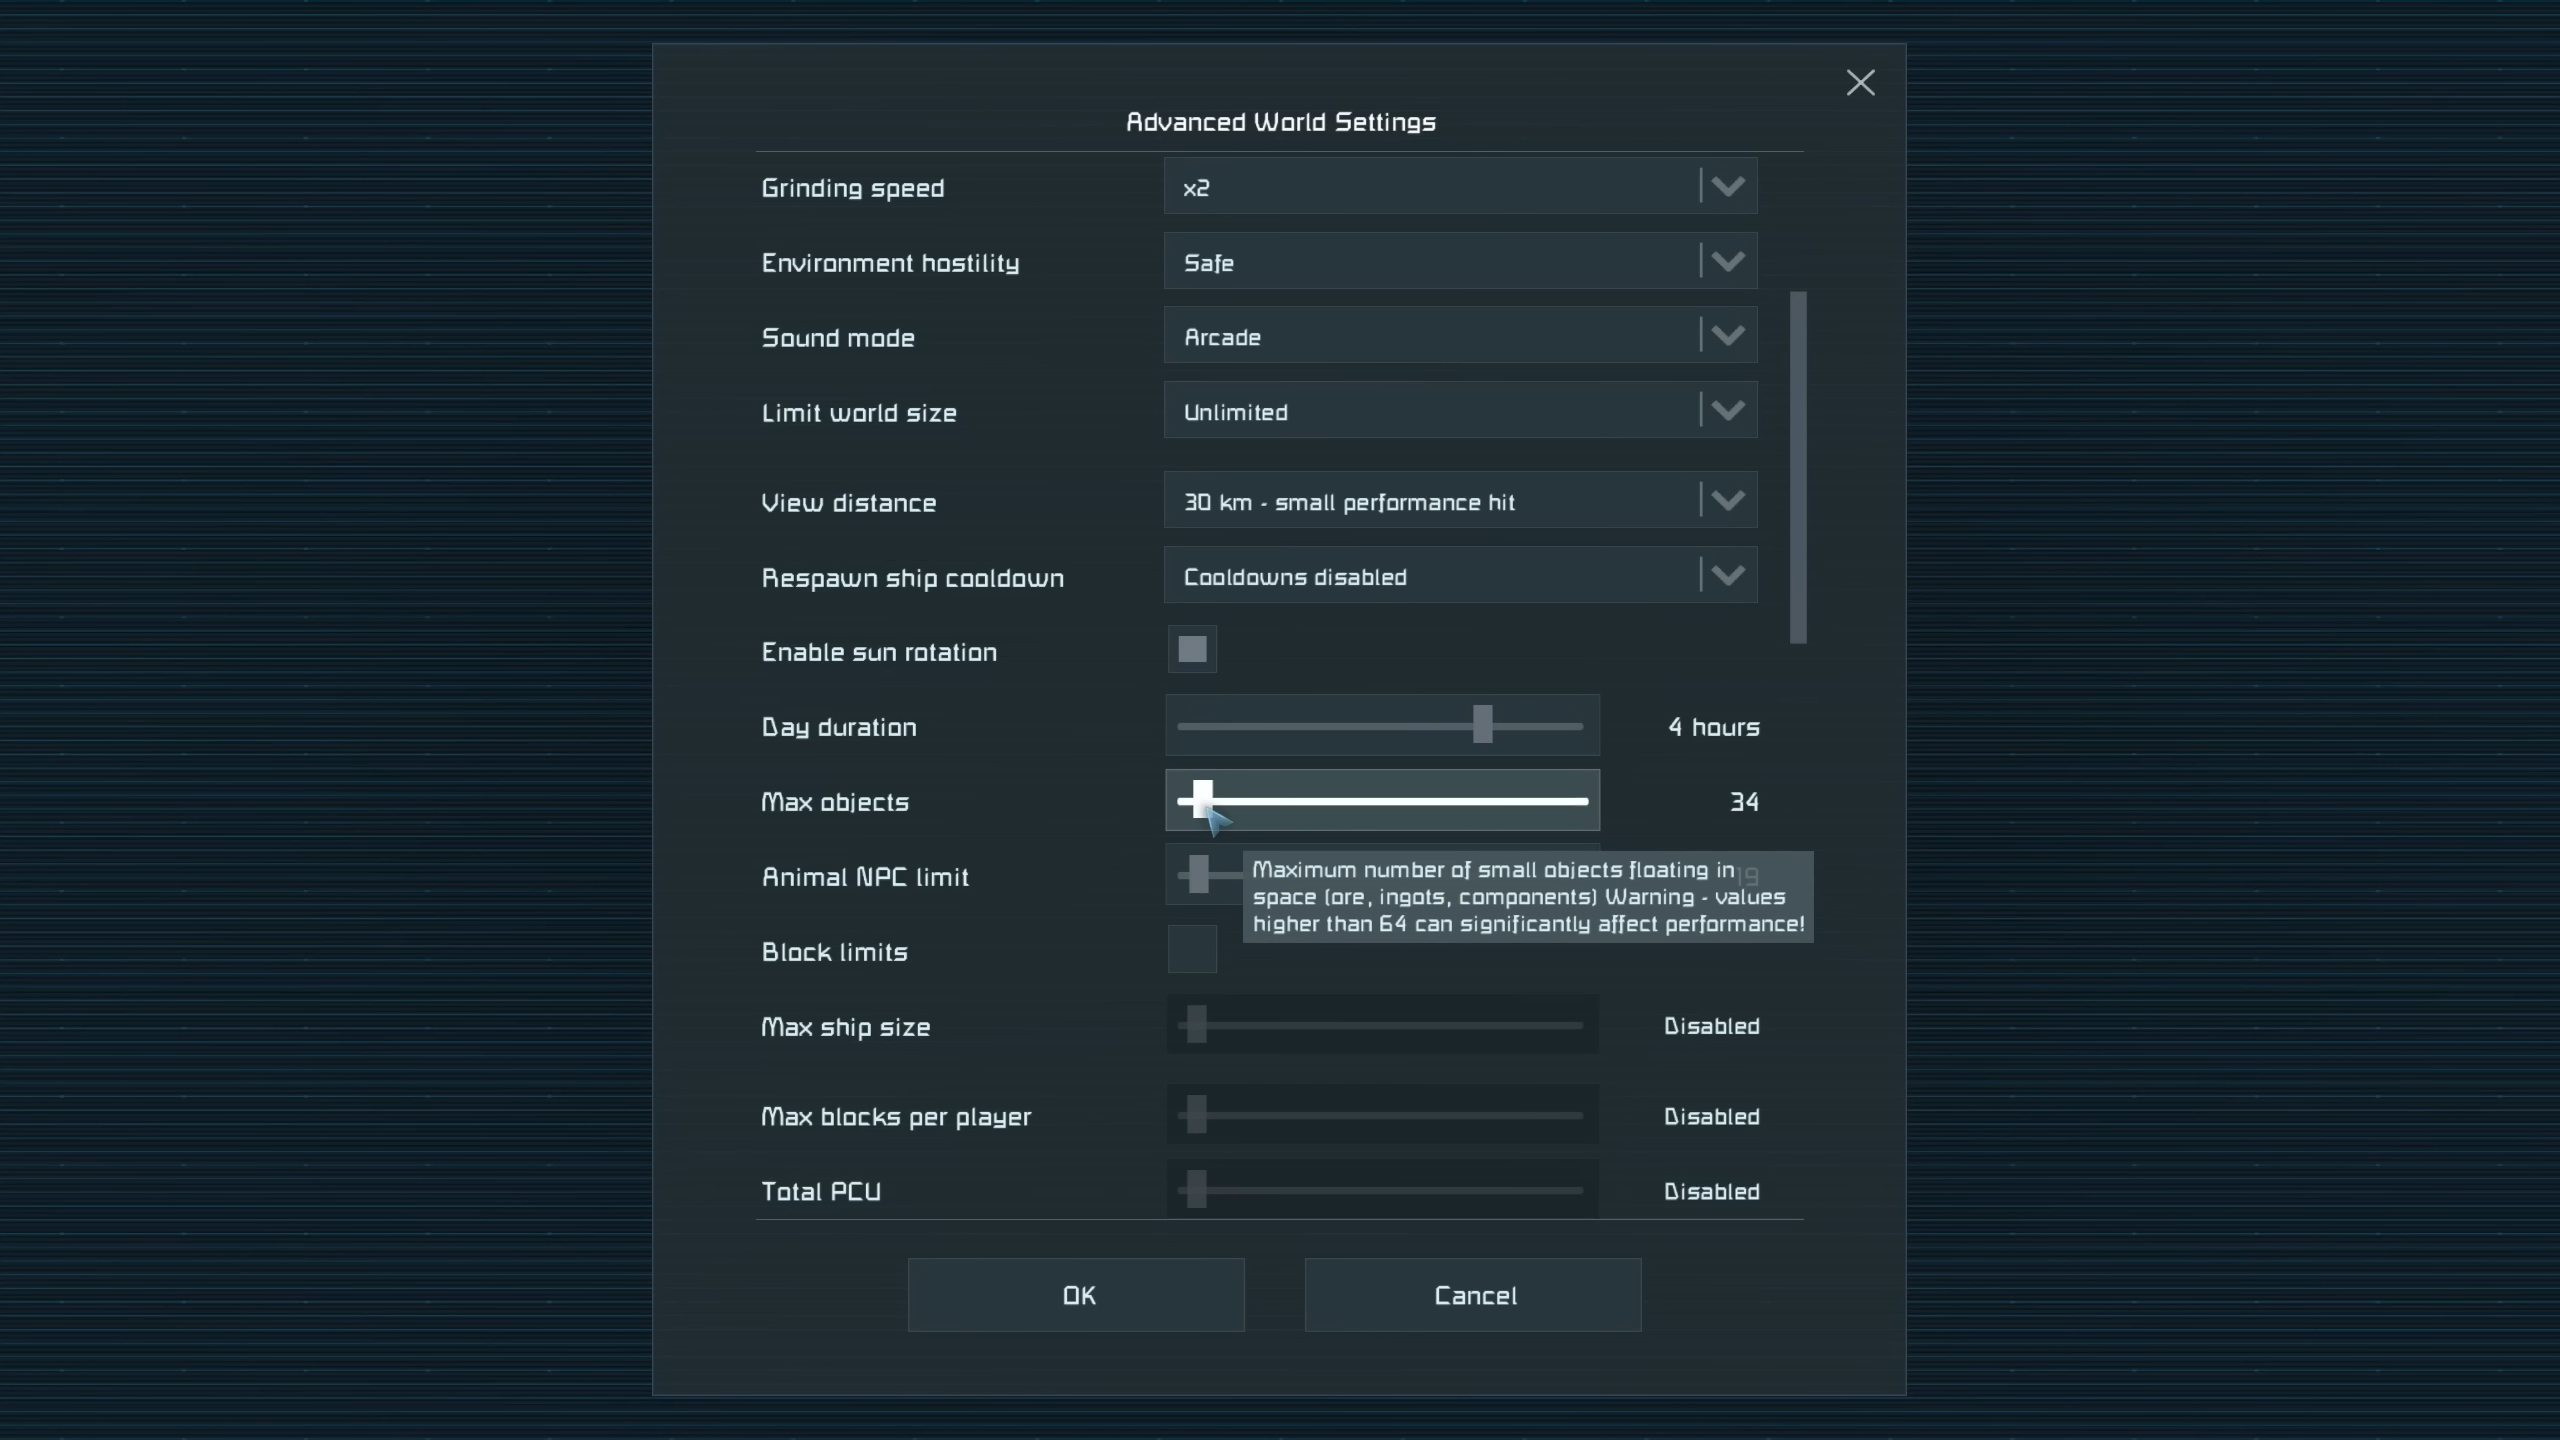 Advanced World Settings
Grinding speed
x2
Environment hostility
Safe
Sound mode
Arcade
Limit world size
Unlimited
View distance
30 km - small performance hit
Respawn ship cooldown
Cooldowns disabled
Enable sun rotation
Day duration
4 hours
Max objects
34
Animal NPC limit
19
Maximum number of small objects floating in
space (ore, ingots, components) Warning - values
higher than 64 can significantly affect performance!
Block limits
Max ship size
Disabled
Max blocks per player
Disabled
Total PCU
Disabled
OK
Cancel